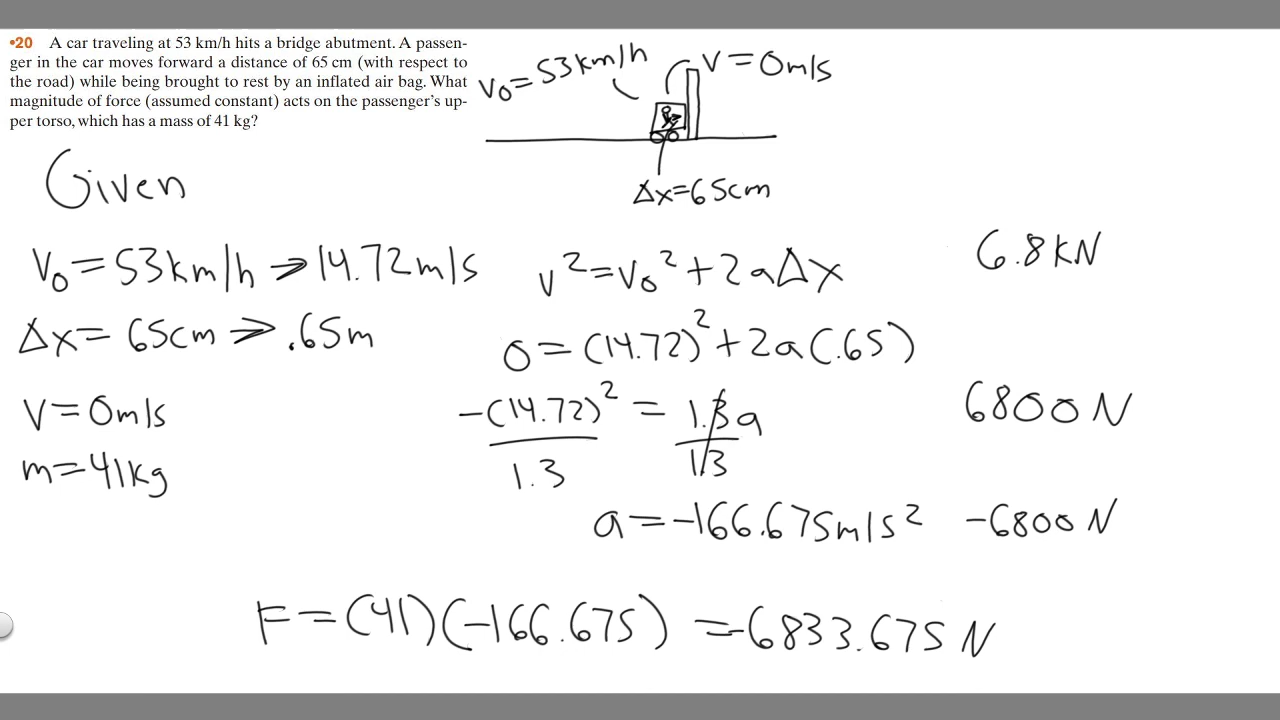 •20 A car traveling at 53 km/h hits a bridge abutment. A passen-
ger in the car moves forward a distance of 65 cm (with respect to
the road) while being brought to rest by an inflated air bag. What
magnitude of force (assumed constant) acts on the passenger's up-
per torso, which has a mass of 41 kg?
V₀=53km/h
V=0m/s
Δx=65cm
Given
V₀=53km/h→14.72m/s
Δx=65cm→.65m
V=0m/s
m=41kg
v²=v₀²+2aΔx
0=(14.72)²+2a(.65)
-(14.72)²/1.3 = 1.3a/1.3
a=-166.675m/s²
6.8kN
6800N
-6800N
F=(41)(-166.675)=-6833.675N